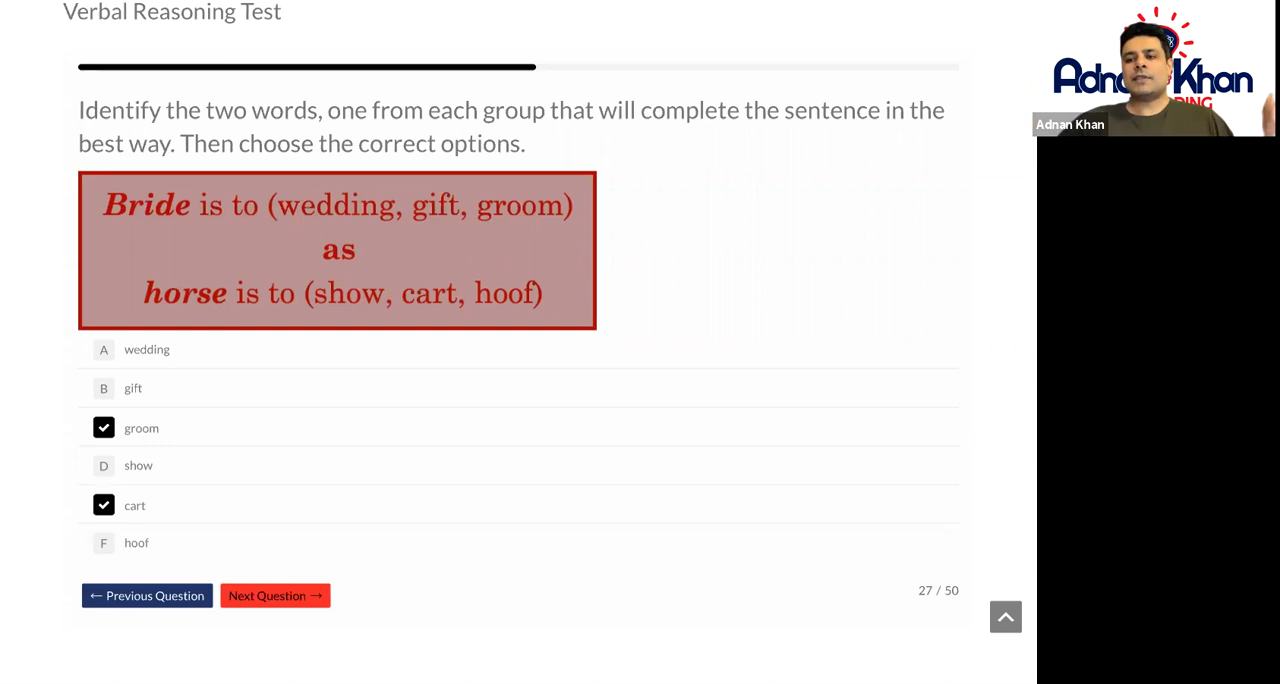 Verbal Reasoning Test
Identify the two words, one from each group that will complete the sentence in the
best way. Then choose the correct options.
Bride is to (wedding, gift, groom)
as
horse is to (show, cart, hoof)
A wedding
B gift
groom
D show
cart
F hoof
← Previous Question
Next Question →
27 / 50
Khan
Adnan Khan